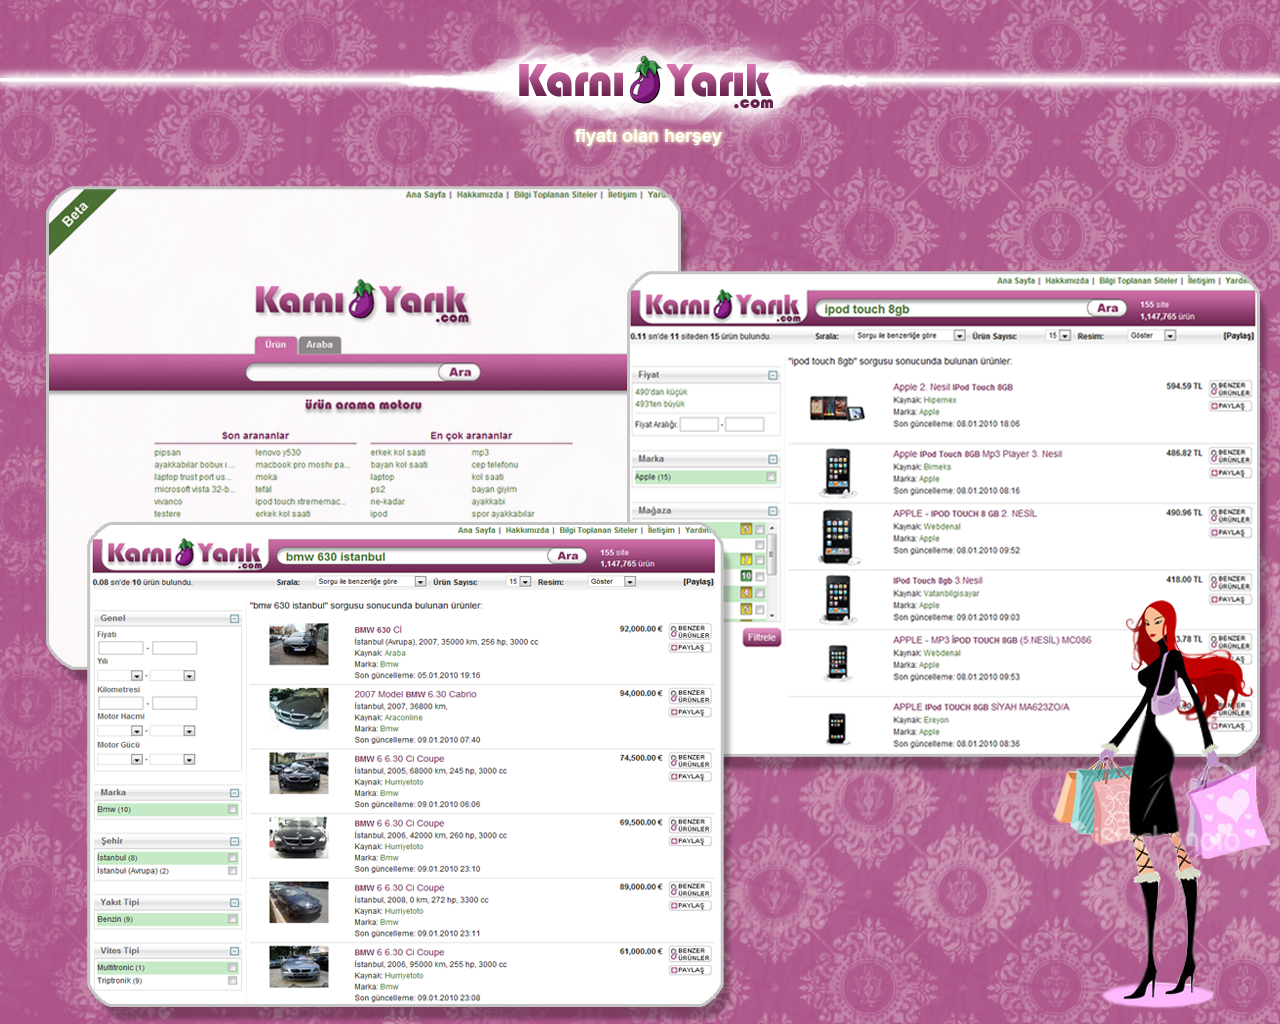 Karnı Yarık
.com
fiyatı olan herşey
Beta
Ana Sayfa | Hakkımızda | Bilgi Toplanan Siteler | İletişim |
Karnı Yarık
.com
Ürün Araba
Ara
ürün arama motoru
Son arananlar En çok arananlar
pipsan lenovo y530 erkek kol saati mp3
ayakkabılar bobux ı ... macbook pro moshi pa... bayan kol saati cep telefonu
laptop trust port us... moka laptop kol saati
microsoft vista 32-b... tefal ps2 bayan giyim
vivanco ipod touch xtrememac... ne-kadar ayakkabi
testere erkek kol saati ipod spor ayakkabılar
Ana Sayfa | Hakkımızda | Bilgi Toplanan Siteler | İletişim |
Karnı Yarık
.com
ipod touch 8gb Ara
155 site
1,147,765 ürün
0.11 sn'de 11 siteden 15 ürün bulundu. Sırala: Sorgu ile benzerliğe göre Ürün Sayısı: 15 Resim: Göster [Paylaş]
"ipod touch 8gb" sorgusu sonucunda bulunan ürünler:
Fiyat
490'dan küçük
493'ten büyük
Fiyat Aralığı: -
Marka
Apple (15)
Mağaza
10
Filtrele
Apple 2. Nesil IPod Touch 8GB 594.59 TL BENZER ÜRÜNLER
Kaynak: Hipernex PAYLAŞ
Marka: Apple
Son güncelleme: 08.01.2010 18:06
Apple IPod Touch 8GB Mp3 Player 3. Nesil 486.82 TL BENZER ÜRÜNLER
Kaynak: Bimeks PAYLAŞ
Marka: Apple
Son güncelleme: 08.01.2010 08:16
APPLE - IPOD TOUCH 8 GB 2. NESİL 490.96 TL BENZER ÜRÜNLER
Kaynak: Webdenal PAYLAŞ
Marka: Apple
Son güncelleme: 08.01.2010 09:52
IPod Touch 8gb 3.Nesil 418.00 TL BENZER ÜRÜNLER
Kaynak: Vatanbilgisayar PAYLAŞ
Marka: Apple
Son güncelleme: 08.01.2010 09:03
APPLE - MP3 İPOD TOUCH 8GB (5.NESİL) MC086 3.78 TL BENZER ÜRÜNLER
Kaynak: Webdenal
Marka: Apple
Son güncelleme: 08.01.2010 09:53
APPLE IPod TOUCH 8GB SİYAH MA623ZO/A
Kaynak: Ereyon PAYLAŞ
Marka: Apple
Son güncelleme: 08.01.2010 08:36
Ana Sayfa | Hakkımızda | Bilgi Toplanan Siteler | İletişim |
Karnı Yarık
.com
bmw 630 istanbul Ara
155 site
1,147,765 ürün
0.08 sn'de 10 ürün bulundu. Sırala: Sorgu ile benzerliğe göre Ürün Sayısı: 15 Resim: Göster [Paylaş]
"bmw 630 istanbul" sorgusu sonucunda bulunan ürünler:
Genel
Fiyatı
-
Yılı
-
Kilometresi
-
Motor Hacmi
-
Motor Gücü
-
Marka
Bmw (10)
Şehir
İstanbul (8)
İstanbul (Avrupa) (2)
Yakıt Tipi
Benzin (9)
Vites Tipi
Multitronic (1)
Triptronik (9)
BMW 630 Cİ 92,000.00 € BENZER ÜRÜNLER
İstanbul (Avrupa), 2007, 35000 km, 256 hp, 3000 cc PAYLAŞ
Kaynak: Araba
Marka: Bmw
Son güncelleme: 05.01.2010 19:16
2007 Model BMW 6.30 Cabrio 94,000.00 € BENZER ÜRÜNLER
İstanbul, 2007, 36800 km, PAYLAŞ
Kaynak: Araconline
Marka: Bmw
Son güncelleme: 09.01.2010 07:40
BMW 6 6.30 Ci Coupe 74,500.00 € BENZER ÜRÜNLER
İstanbul, 2005, 68000 km, 245 hp, 3000 cc PAYLAŞ
Kaynak: Hurriyetoto
Marka: Bmw
Son güncelleme: 09.01.2010 06:06
BMW 6 6.30 Ci Coupe 69,500.00 € BENZER ÜRÜNLER
İstanbul, 2006, 42000 km, 260 hp, 3000 cc PAYLAŞ
Kaynak: Hurriyetoto
Marka: Bmw
Son güncelleme: 09.01.2010 23:10
BMW 6 6.30 Ci Coupe 89,000.00 € BENZER ÜRÜNLER
İstanbul, 2008, 0 km, 272 hp, 3300 cc PAYLAŞ
Kaynak: Hurriyetoto
Marka: Bmw
Son güncelleme: 09.01.2010 23:11
BMW 6 6.30 Ci Coupe 61,000.00 € BENZER ÜRÜNLER
İstanbul, 2006, 95000 km, 255 hp, 3000 cc PAYLAŞ
Kaynak: Hurriyetoto
Marka: Bmw
Son güncelleme: 09.01.2010 23:08